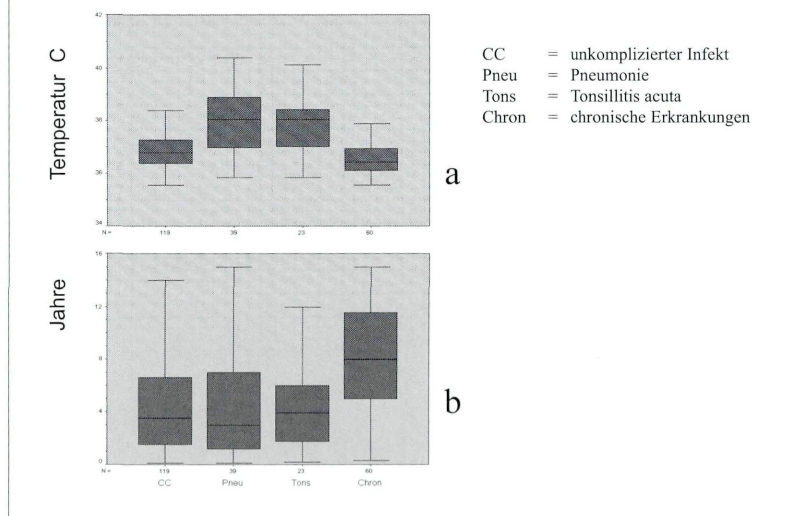 Temperatur C
42
40
38
36
34
N =
119
39
23
60
a
CC = unkomplizierter Infekt
Pneu = Pneumonie
Tons = Tonsillitis acuta
Chron = chronische Erkrankungen
Jahre
16
12
8
4
0
N =
119
39
23
60
CC
Pneu
Tons
Chron
b